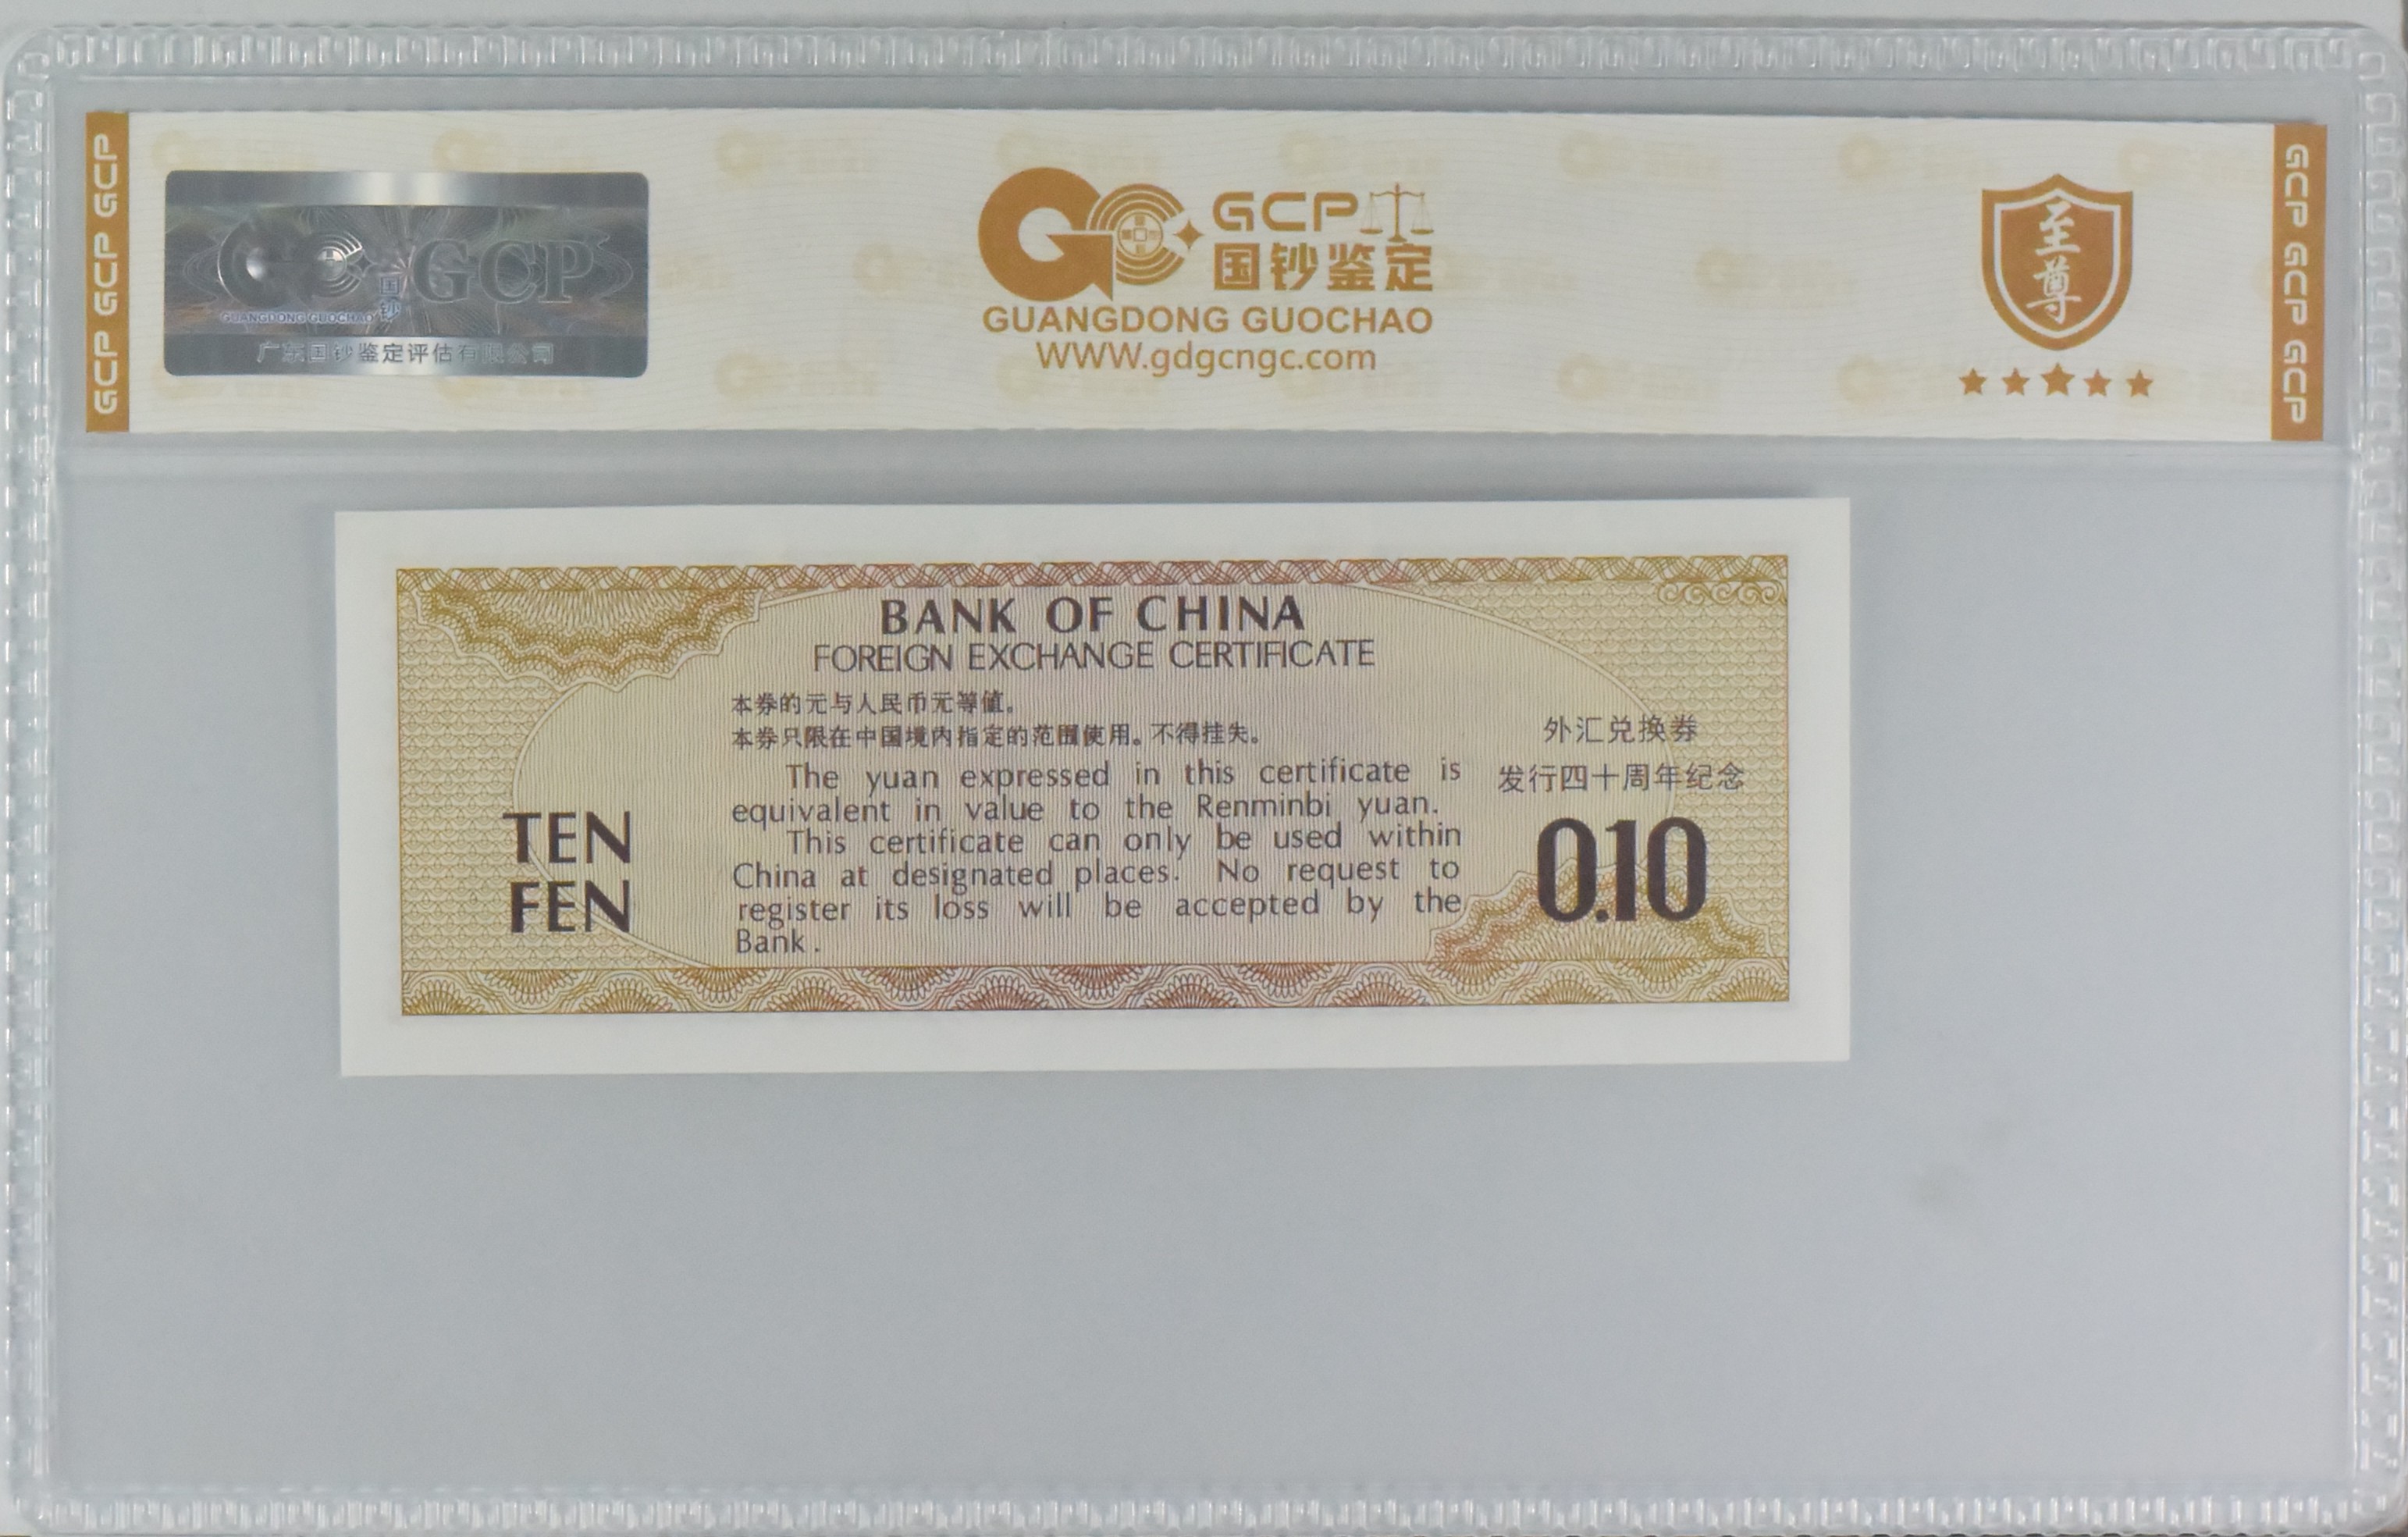 GCP GCP GCP
GCP
国钞
GUANGDONG GUOCHAO
广东国钞鉴定评估有限公司
GCP
国钞鉴定
GUANGDONG GUOCHAO
WWW.gdgcngc.com
至尊
GCP GCP GCP
BANK OF CHINA
FOREIGN EXCHANGE CERTIFICATE
本券的元与人民币元等值。
本券只限在中国境内指定的范围使用。不得挂失。
The yuan expressed in this certificate is
equivalent in value to the Renminbi yuan.
This certificate can only be used within
China at designated places. No request to
register its loss will be accepted by the
Bank.
TEN
FEN
外汇兑换券
发行四十周年纪念
0.10